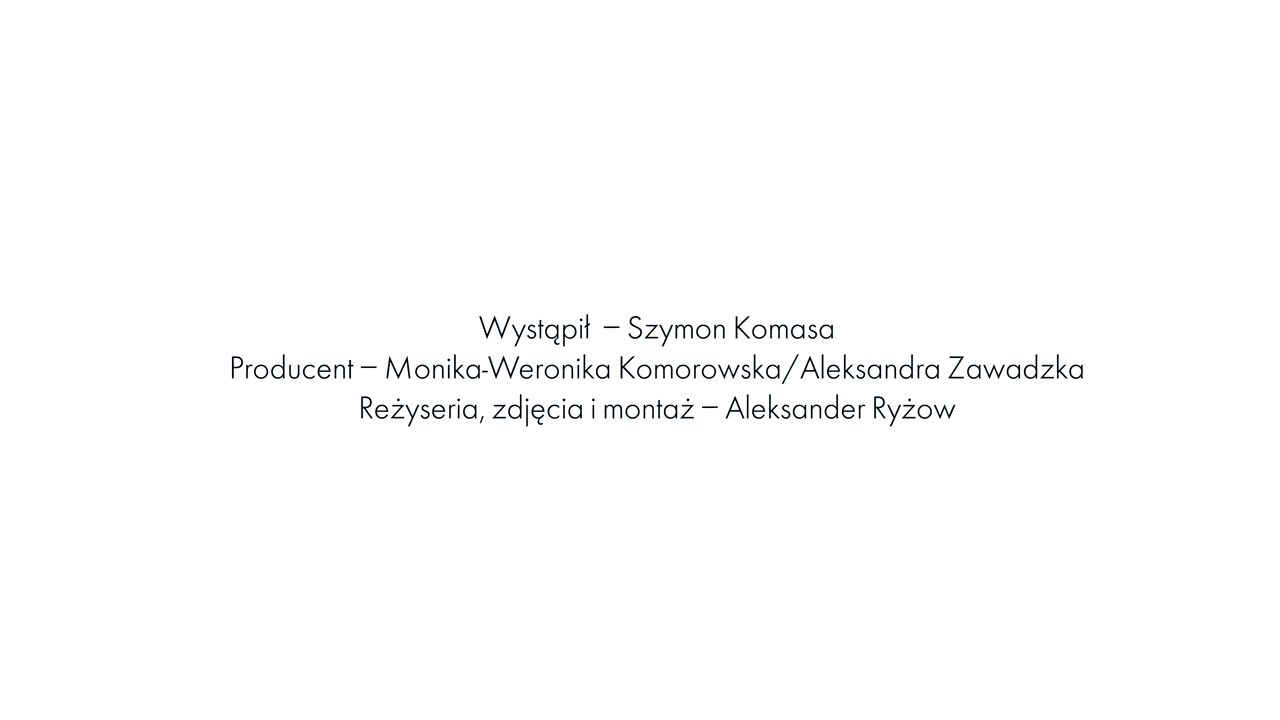 Wystąpił – Szymon Komasa
Producent – Monika-Weronika Komorowska/Aleksandra Zawadzka
Reżyseria, zdjęcia i montaż – Aleksander Ryżow